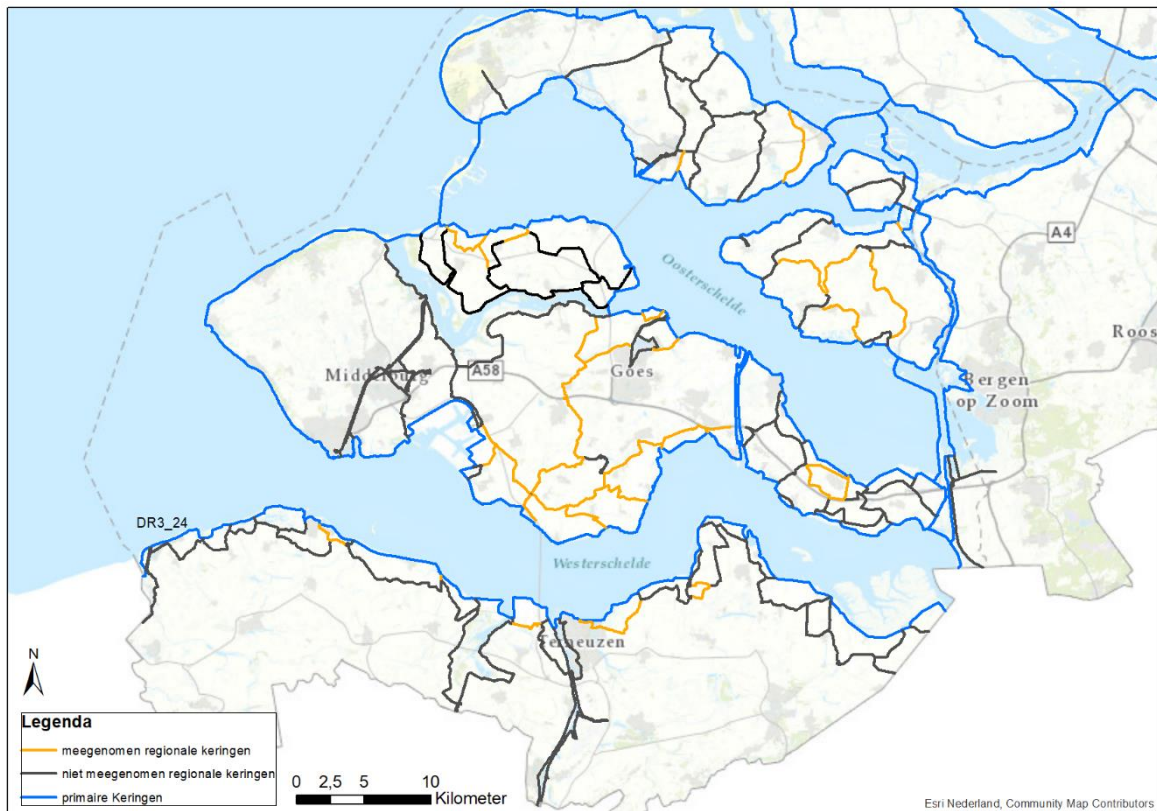 Oosterschelde
A4
Roos
Middelburg
A58
Goes
Bergen
op Zoom
DR3_24
Westerschelde
Terneuzen
N
Legenda
meegenomen regionale keringen
niet meegenomen regionale keringen
primaire Keringen
0 2,5 5 10
Kilometer
Esri Nederland, Community Map Contributors